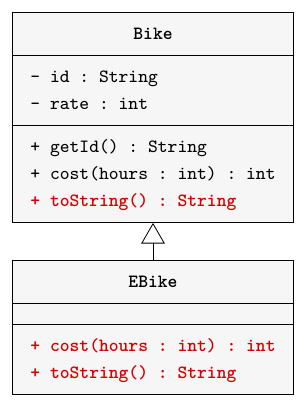 Bike
- id : String
- rate : int
+ getId() : String
+ cost(hours : int) : int
+ toString() : String
EBike
+ cost(hours : int) : int
+ toString() : String